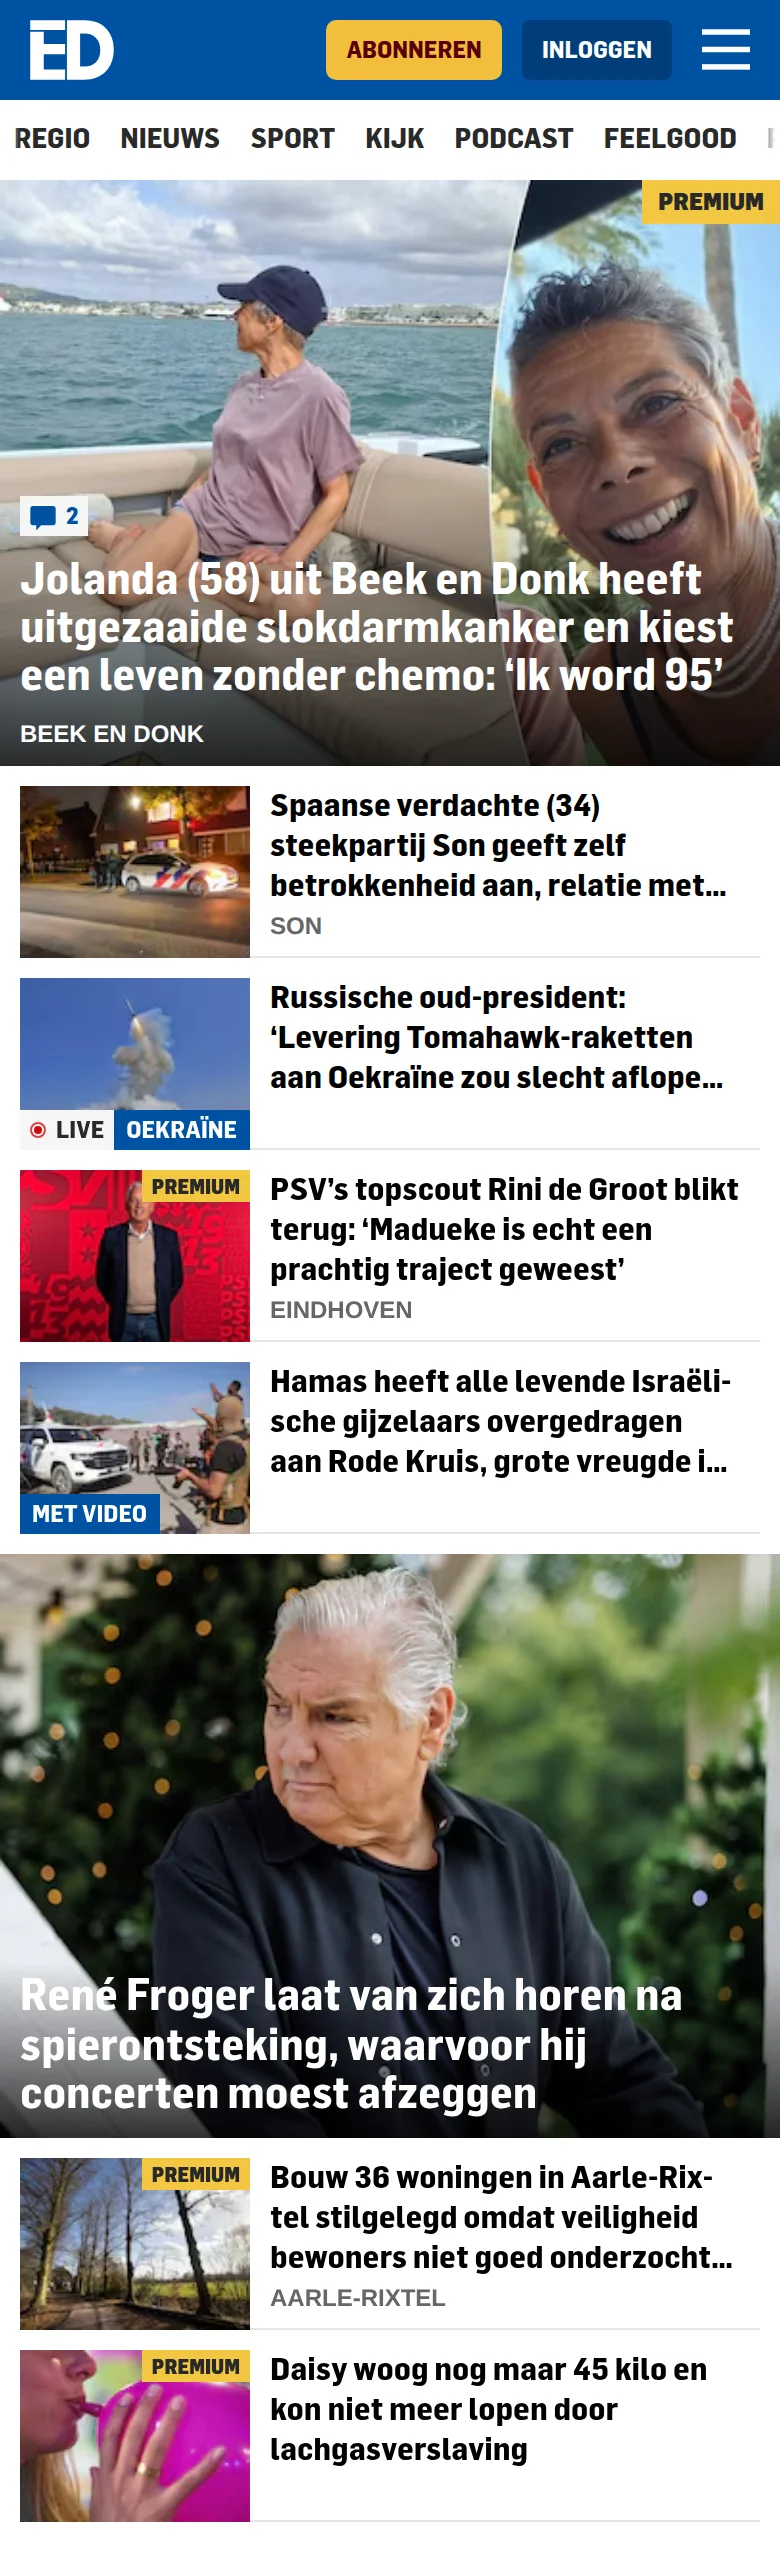 ED
ABONNEREN
INLOGGEN
REGIO NIEUWS SPORT KIJK PODCAST FEELGOOD
PREMIUM
2
Jolanda (58) uit Beek en Donk heeft
uitgezaaide slokdarmkanker en kiest
een leven zonder chemo: ‘Ik word 95’
BEEK EN DONK
Spaanse verdachte (34)
steekpartij Son geeft zelf
betrokkenheid aan, relatie met...
SON
Russische oud-president:
‘Levering Tomahawk-raketten
aan Oekraïne zou slecht aflope...
LIVE OEKRAÏNE
PREMIUM
PSV’s topscout Rini de Groot blikt
terug: ‘Madueke is echt een
prachtig traject geweest’
EINDHOVEN
Hamas heeft alle levende Israëli-
sche gijzelaars overgedragen
aan Rode Kruis, grote vreugde i...
MET VIDEO
René Froger laat van zich horen na
spierontsteking, waarvoor hij
concerten moest afzeggen
PREMIUM
Bouw 36 woningen in Aarle-Rix-
tel stilgelegd omdat veiligheid
bewoners niet goed onderzocht...
AARLE-RIXTEL
PREMIUM
Daisy woog nog maar 45 kilo en
kon niet meer lopen door
lachgasverslaving